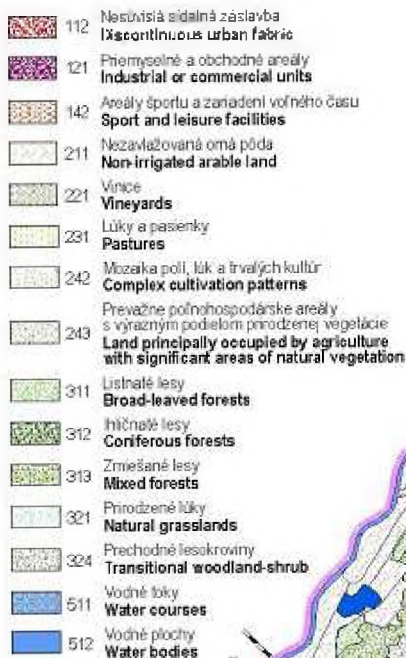 112 Nesúvislá sídelná zástavba
Discontinuous urban fabric
121 Priemyselné a obchodné areály
Industrial or commercial units
142 Areály športu a zariadení voľného času
Sport and leisure facilities
211 Nezavlažovaná orná pôda
Non-irrigated arable land
221 Vinice
Vineyards
231 Lúky a pasienky
Pastures
242 Mozaika polí, lúk a trvalých kultúr
Complex cultivation patterns
Prevažne poľnohospodárske areály
243 s výrazným podielom prirodzenej vegetácie
Land principally occupied by agriculture
with significant areas of natural vegetation
311 Listnaté lesy
Broad-leaved forests
312 Ihličnaté lesy
Coniferous forests
313 Zmiešané lesy
Mixed forests
321 Prirodzené lúky
Natural grasslands
324 Prechodné lesokroviny
Transitional woodland-shrub
511 Vodné toky
Water courses
512 Vodné plochy
Water bodies